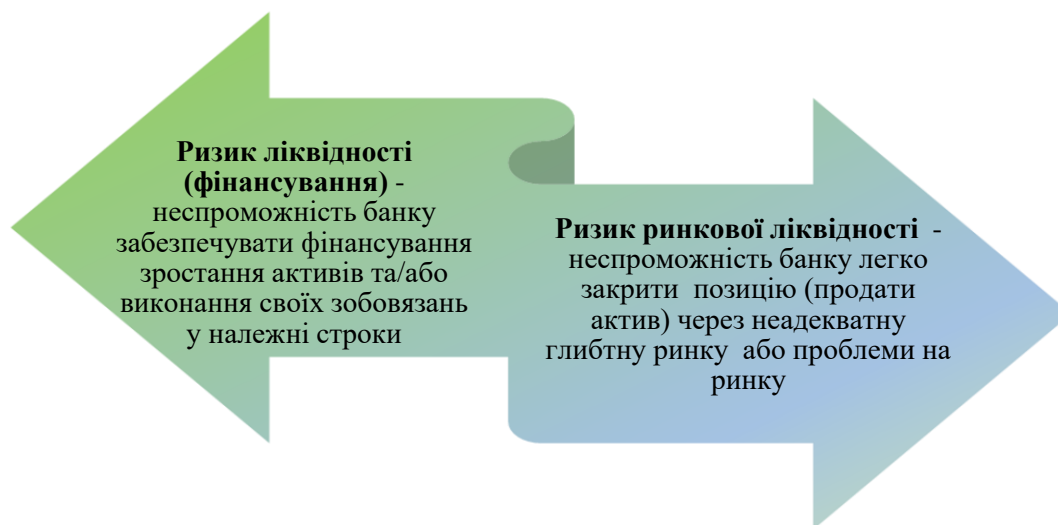 Ризик ліквідності
(фінансування) -
неспроможність банку
забезпечувати фінансування
зростання активів та/або
виконання своїх зобовязань
у належні строки
Ризик ринкової ліквідності -
неспроможність банку легко
закрити позицію (продати
актив) через неадекватну
глибтну ринку або проблеми на
ринку